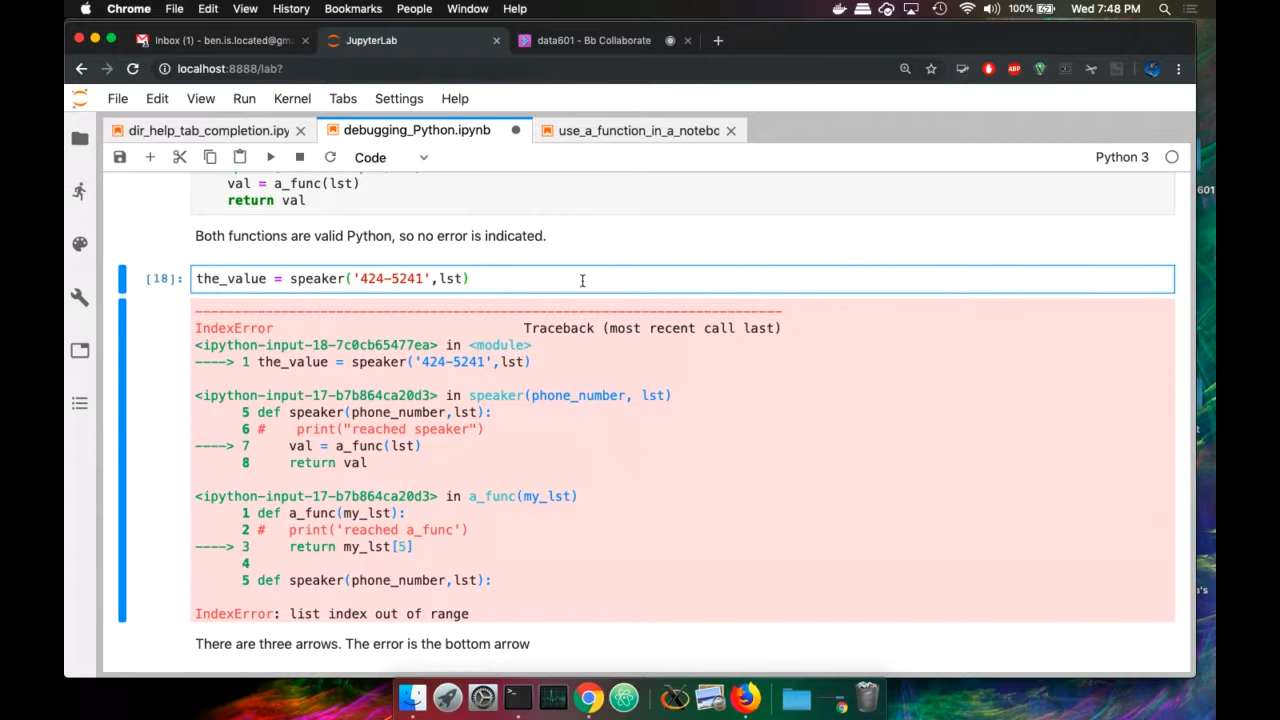 Chrome File Edit View History Bookmarks People Window Help 100% Wed 7:48 PM
Inbox (1) - ben.is.located@gm
JupyterLab
data601 - Bb Collaborate
localhost:8888/lab?
ABP
File Edit View Run Kernel Tabs Settings Help
dir_help_tab_completion.ipy
debugging_Python.ipynb
use_a_function_in_a_notebo
Code
Python 3
601
val = a_func(lst)
return val
Both functions are valid Python, so no error is indicated.
[18]: the_value = speaker('424-5241',lst)
IndexError Traceback (most recent call last)
<ipython-input-18-7c0cb65477ea> in <module>
----> 1 the_value = speaker('424-5241',lst)
<ipython-input-17-b7b864ca20d3> in speaker(phone_number, lst)
5 def speaker(phone_number,lst):
6 # print("reached speaker")
----> 7 val = a_func(lst)
8 return val
<ipython-input-17-b7b864ca20d3> in a_func(my_lst)
1 def a_func(my_lst):
2 # print('reached a_func')
----> 3 return my_lst[5]
4
5 def speaker(phone_number,lst):
IndexError: list index out of range
There are three arrows. The error is the bottom arrow